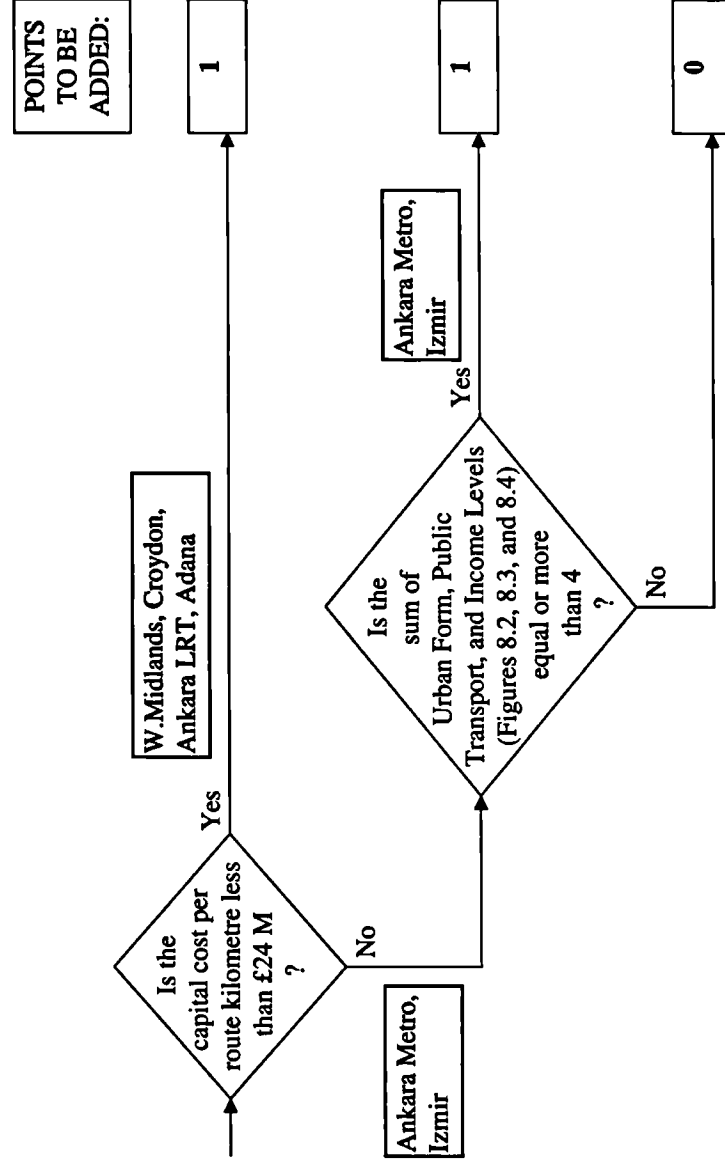 POINTS
TO BE
ADDED:
Is the
capital cost per
route kilometre less
than £24 M
?
Yes
W.Midlands, Croydon,
Ankara LRT, Adana
1
No
Ankara Metro,
Izmir
Is the
sum of
Urban Form, Public
Transport, and Income Levels
(Figures 8.2, 8.3, and 8.4)
equal or more
than 4
?
Yes
Ankara Metro,
Izmir
1
No
0